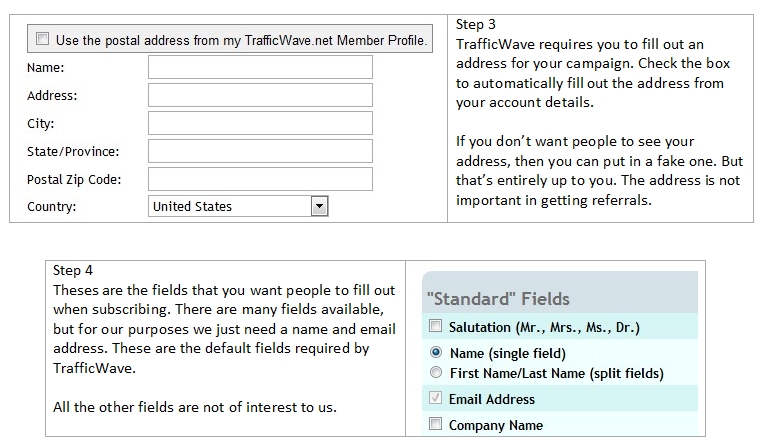 Use the postal address from my TrafficWave.net Member Profile.
Name:
Address:
City:
State/Province:
Postal Zip Code:
Country:
United States
Step 3
TrafficWave requires you to fill out an
address for your campaign. Check the box
to automatically fill out the address from
your account details.
If you don’t want people to see your
address, then you can put in a fake one. But
that’s entirely up to you. The address is not
important in getting referrals.
Step 4
Theses are the fields that you want people to fill out
when subscribing. There are many fields available,
but for our purposes we just need a name and email
address. These are the default fields required by
TrafficWave.
All the other fields are not of interest to us.
"Standard" Fields
Salutation (Mr., Mrs., Ms., Dr.)
Name (single field)
First Name/Last Name (split fields)
Email Address
Company Name